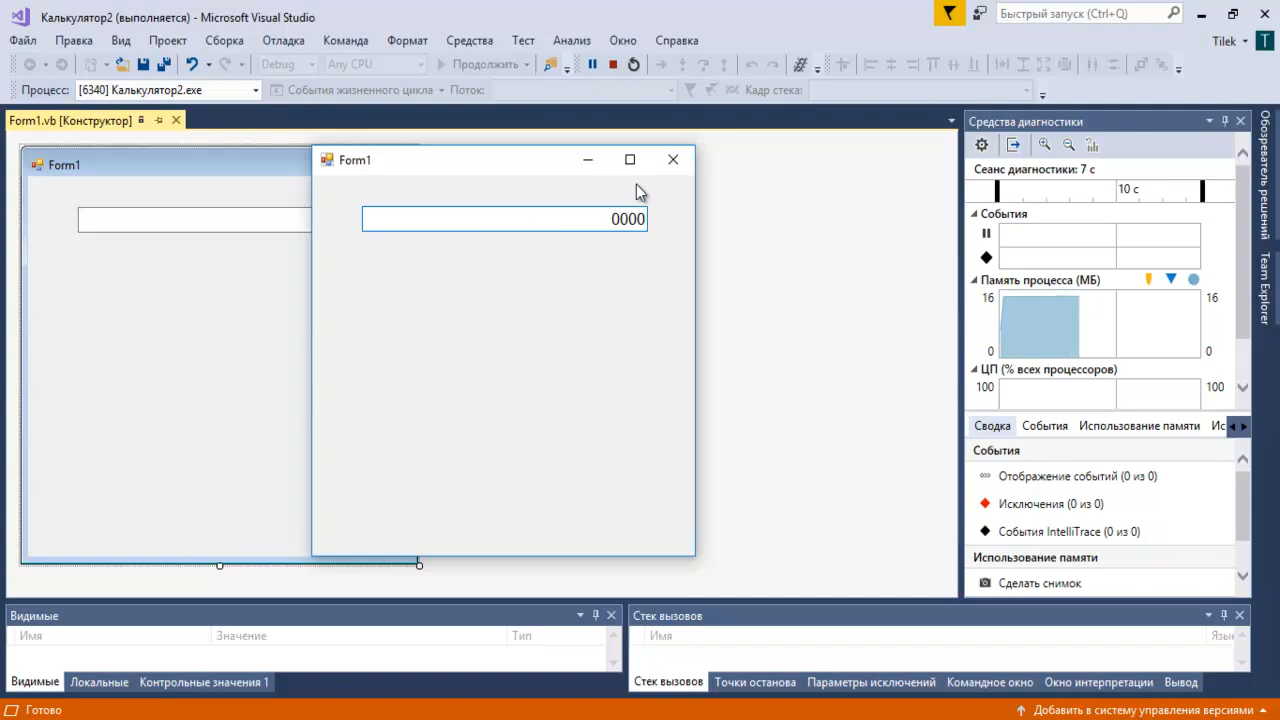 Калькулятор2 (выполняется) - Microsoft Visual Studio
Быстрый запуск (Ctrl+Q)
Файл Правка Вид Проект Сборка Отладка Команда Формат Средства Тест Анализ Окно Справка
Tilek T
Debug Any CPU Продолжить
Процесс: [6340] Калькулятор2.exe События жизненного цикла Поток: Кадр стека:
Form1.vb [Конструктор]
Form1
Form1
0000
Средства диагностики
Сеанс диагностики: 7 с
10 с
События
Память процесса (МБ)
16 16
0 0
ЦП (% всех процессоров)
100 100
Сводка События Использование памяти Ис
События
Отображение событий (0 из 0)
Исключения (0 из 0)
События IntelliTrace (0 из 0)
Использование памяти
Сделать снимок
Обозреватель решений
Team Explorer
Видимые
Имя Значение Тип
Видимые Локальные Контрольные значения 1
Стек вызовов
Имя Язы
Стек вызовов Точки останова Параметры исключений Командное окно Окно интерпретации Вывод
Готово
Добавить в систему управления версиями